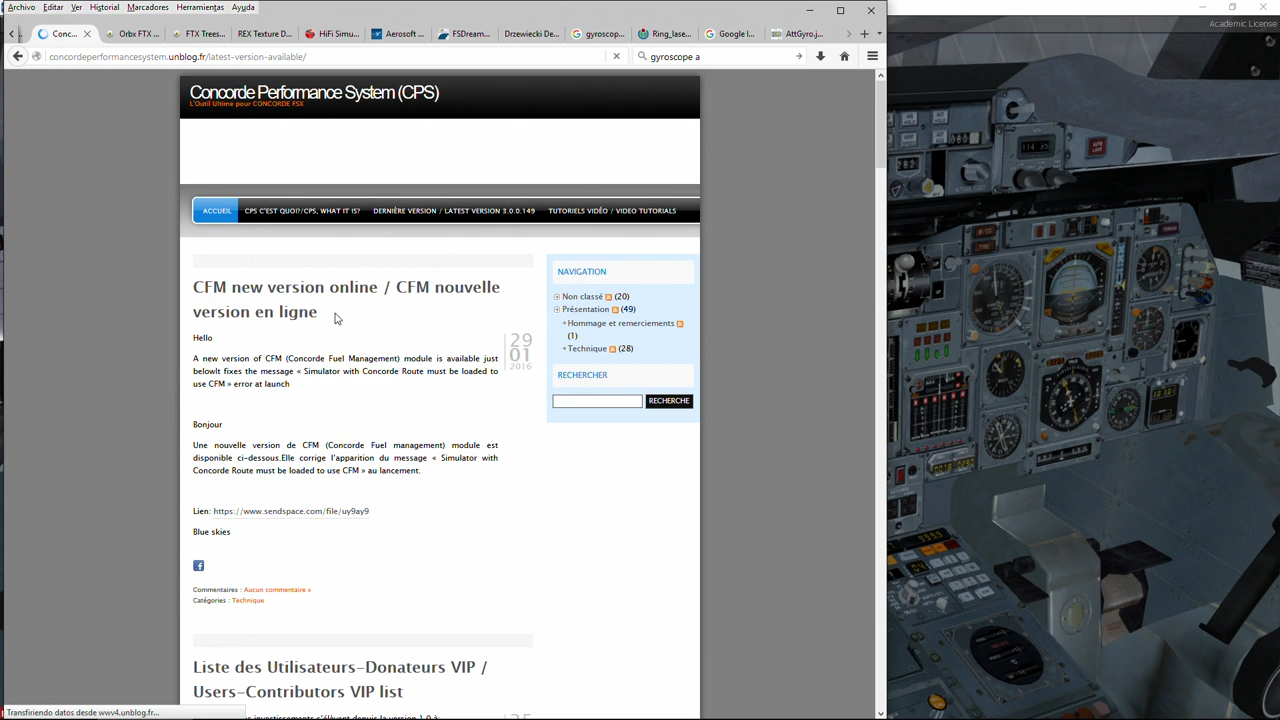 Archivo Editar Ver Historial Marcadores Herramientas Ayuda
Academic License
Conc... Orbx FTX ... FTX Trees... REX Texture D... HiFi Simu... Aerosoft ... FSDream... Drzewiecki De... gyroscop... Ring_lase... Google I... AttGyro.j...
concordeperformancesystem.unblog.fr/latest-version-available/
gyroscope a
Concorde Performance System (CPS)
L'Outil Ultime pour CONCORDE FSX
ACCUEIL CPS C'EST QUOI?/CPS, WHAT IT IS? DERNIÈRE VERSION / LATEST VERSION 3.0.0.149 TUTORIELS VIDÉO / VIDEO TUTORIALS
CFM new version online / CFM nouvelle
version en ligne
29
01
2016
Hello
A new version of CFM (Concorde Fuel Management) module is available just
belowIt fixes the message « Simulator with Concorde Route must be loaded to
use CFM » error at launch
Bonjour
Une nouvelle version de CFM (Concorde Fuel management) module est
disponible ci-dessous.Elle corrige l'apparition du message « Simulator with
Concorde Route must be loaded to use CFM » au lancement.
Lien: https://www.sendspace.com/file/uy9ay9
Blue skies
Commentaires : Aucun commentaire »
Catégories : Technique
Liste des Utilisateurs-Donateurs VIP /
Users-Contributors VIP list
NAVIGATION
Non classé (20)
Présentation (49)
Hommage et remerciements
(1)
Technique (28)
RECHERCHER
RECHERCHE
Transfiriendo datos desde wwv4.unblog.fr...